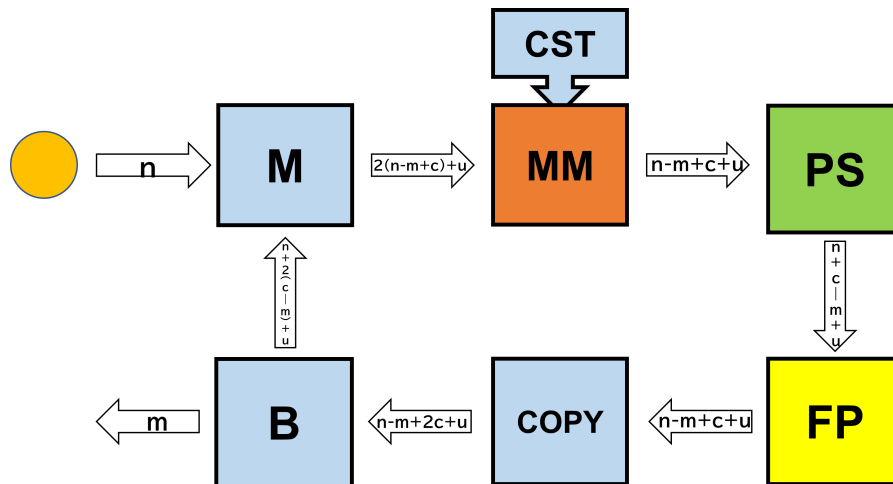 CST
n
M
2(n-m+c)+u
MM
n-m+c+u
PS
n+2(c-m)+u
n+c-m+u
m
B
n-m+2c+u
COPY
n-m+c+u
FP